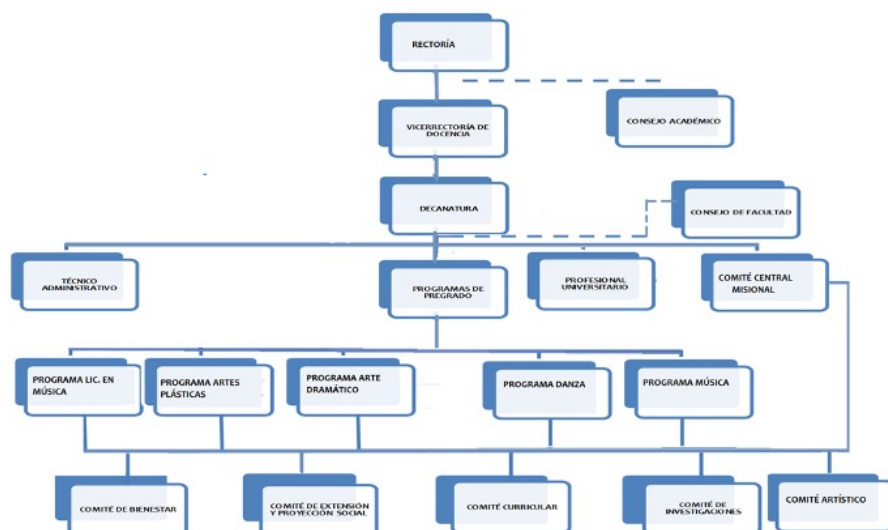 RECTORÍA
CONSEJO ACADÉMICO
VICERRECTORÍA DE
DOCENCIA
DECANATURA
CONSEJO DE FACULTAD
TÉCNICO
ADMINISTRATIVO
PROGRAMAS DE
PREGRADO
PROFESIONAL
UNIVERSITARIO
COMITÉ CENTRAL
MISIONAL
PROGRAMA LIC. EN
MÚSICA
PROGRAMA ARTES
PLÁSTICAS
PROGRAMA ARTE
DRAMÁTICO
PROGRAMA DANZA
PROGRAMA MÚSICA
COMITÉ DE BIENESTAR
COMITÉ DE EXTENSIÓN
Y PROYECCIÓN SOCIAL
COMITÉ CURRICULAR
COMITÉ DE
INVESTIGACIONES
COMITÉ ARTÍSTICO